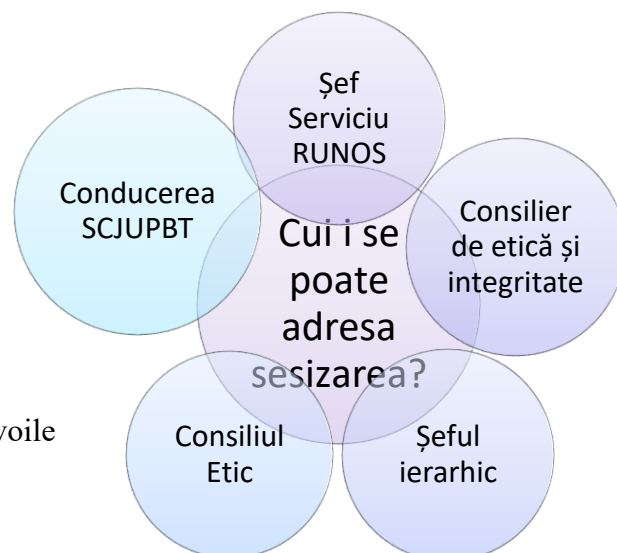 Șef
Serviciu
RUNOS
Conducerea
SCJUPBT
Consilier
de etică și
integritate
Cui i se
poate
adresa
sesizarea?
voile
Consiliul
Etic
Șeful
ierarhic